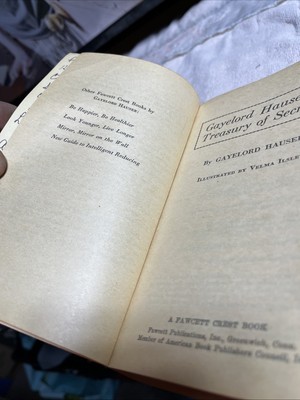 Other Fawcett Crest Books by
GAYELORD HAUSER:
Be Happier, Be Healthier
Look Younger, Live Longer
Mirror, Mirror on the Wall
New Guide to Intelligent Reducing
Gayelord Hause
Treasury of Secr
By GAYELORD HAUSER
ILLUSTRATED BY VELMA ILSLE
A FAWCETT CREST BOOK
Fawcett Publications, Inc., Greenwich, Conn.
Member of American Book Publishers Council,